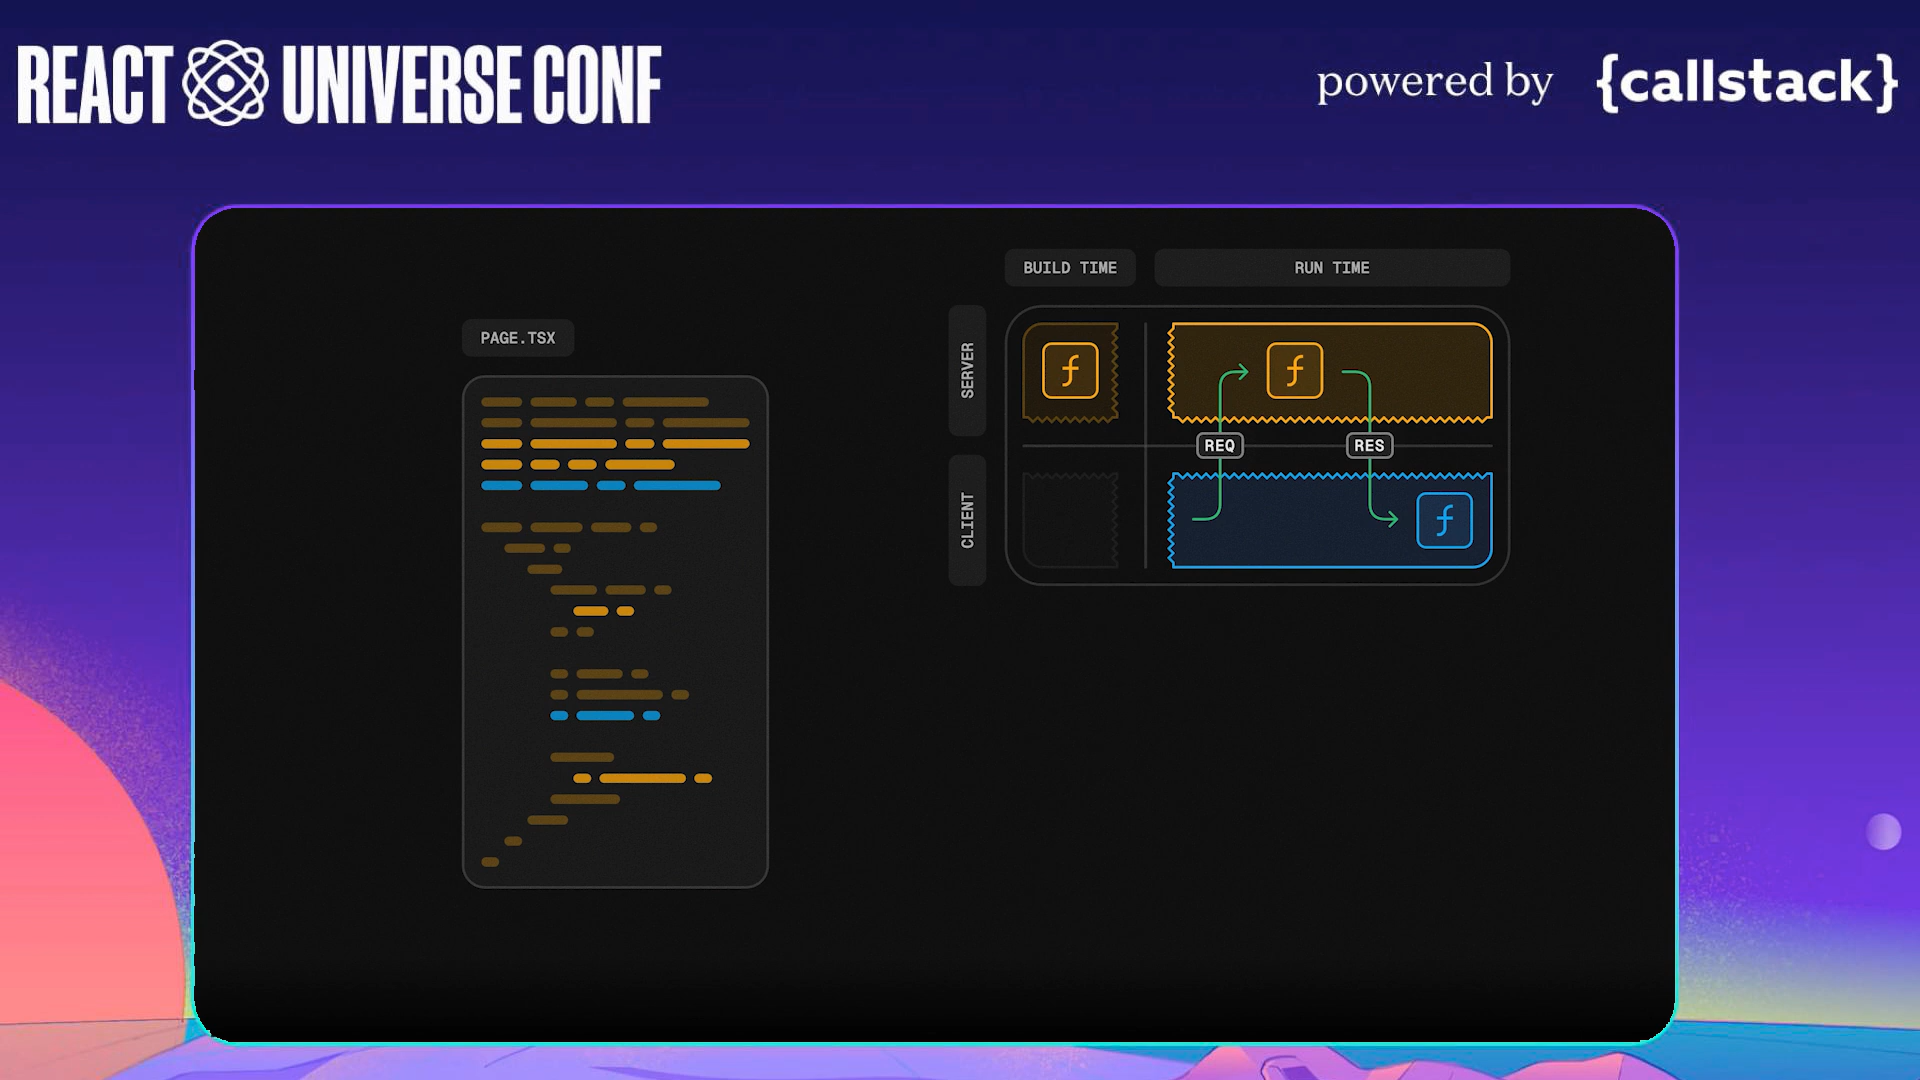 REACT UNIVERSE CONF
powered by {callstack}
BUILD TIME
RUN TIME
PAGE.TSX
SERVER
CLIENT
REQ
RES